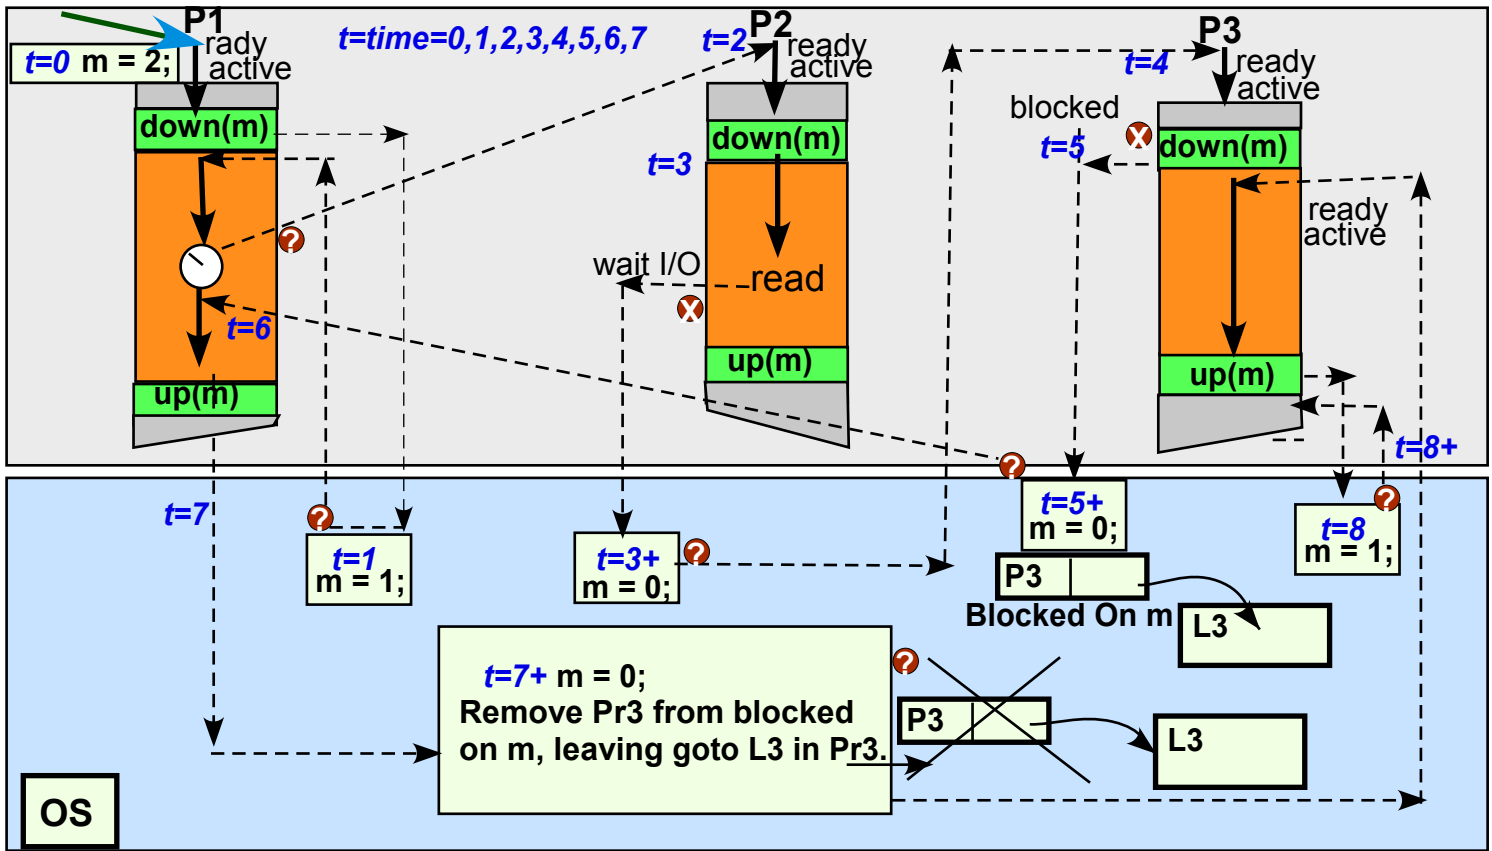 P1
t=time=0,1,2,3,4,5,6,7
P2
P3
t=0 m = 2;
rady
active
t=2
ready
active
t=4
ready
active
down(m)
down(m)
blocked
X
down(m)
t=3
t=5
?
ready
active
wait I/O
read
X
t=6
up(m)
up(m)
up(m)
t=8+
?
t=7
?
t=1
m = 1;
t=3+
m = 0;
?
t=5+
m = 0;
?
t=8
m = 1;
P3
Blocked On m
L3
t=7+ m = 0;
Remove Pr3 from blocked
on m, leaving goto L3 in Pr3.
?
P3
L3
OS